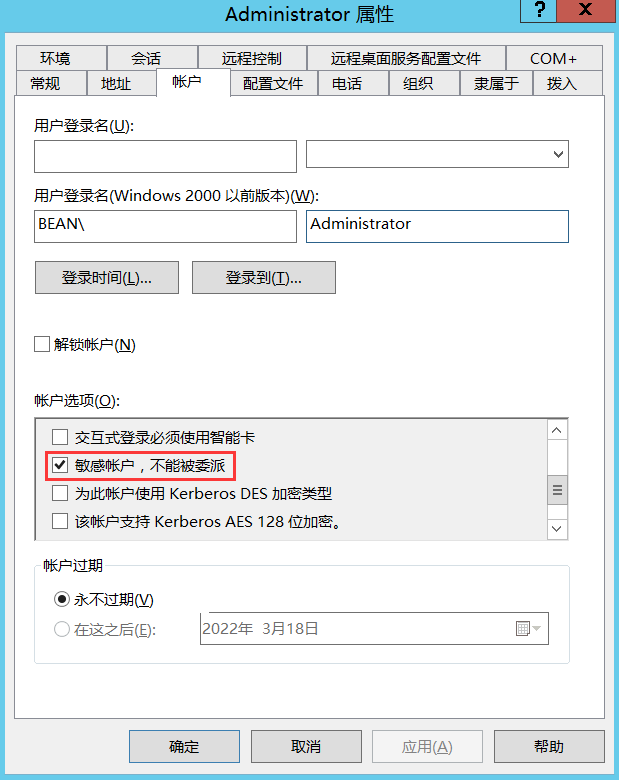 Administrator 属性
?
X
环境 会话 远程控制 远程桌面服务配置文件 COM+
常规 地址 帐户 配置文件 电话 组织 隶属于 拨入
用户登录名(U):
用户登录名(Windows 2000 以前版本)(W):
BEAN\ Administrator
登录时间(L)... 登录到(T)...
解锁帐户(N)
帐户选项(O):
交互式登录必须使用智能卡
敏感帐户，不能被委派
为此帐户使用 Kerberos DES 加密类型
该帐户支持 Kerberos AES 128 位加密。
帐户过期
永不过期(V)
在这之后(E): 2022年 3月18日
确定 取消 应用(A) 帮助